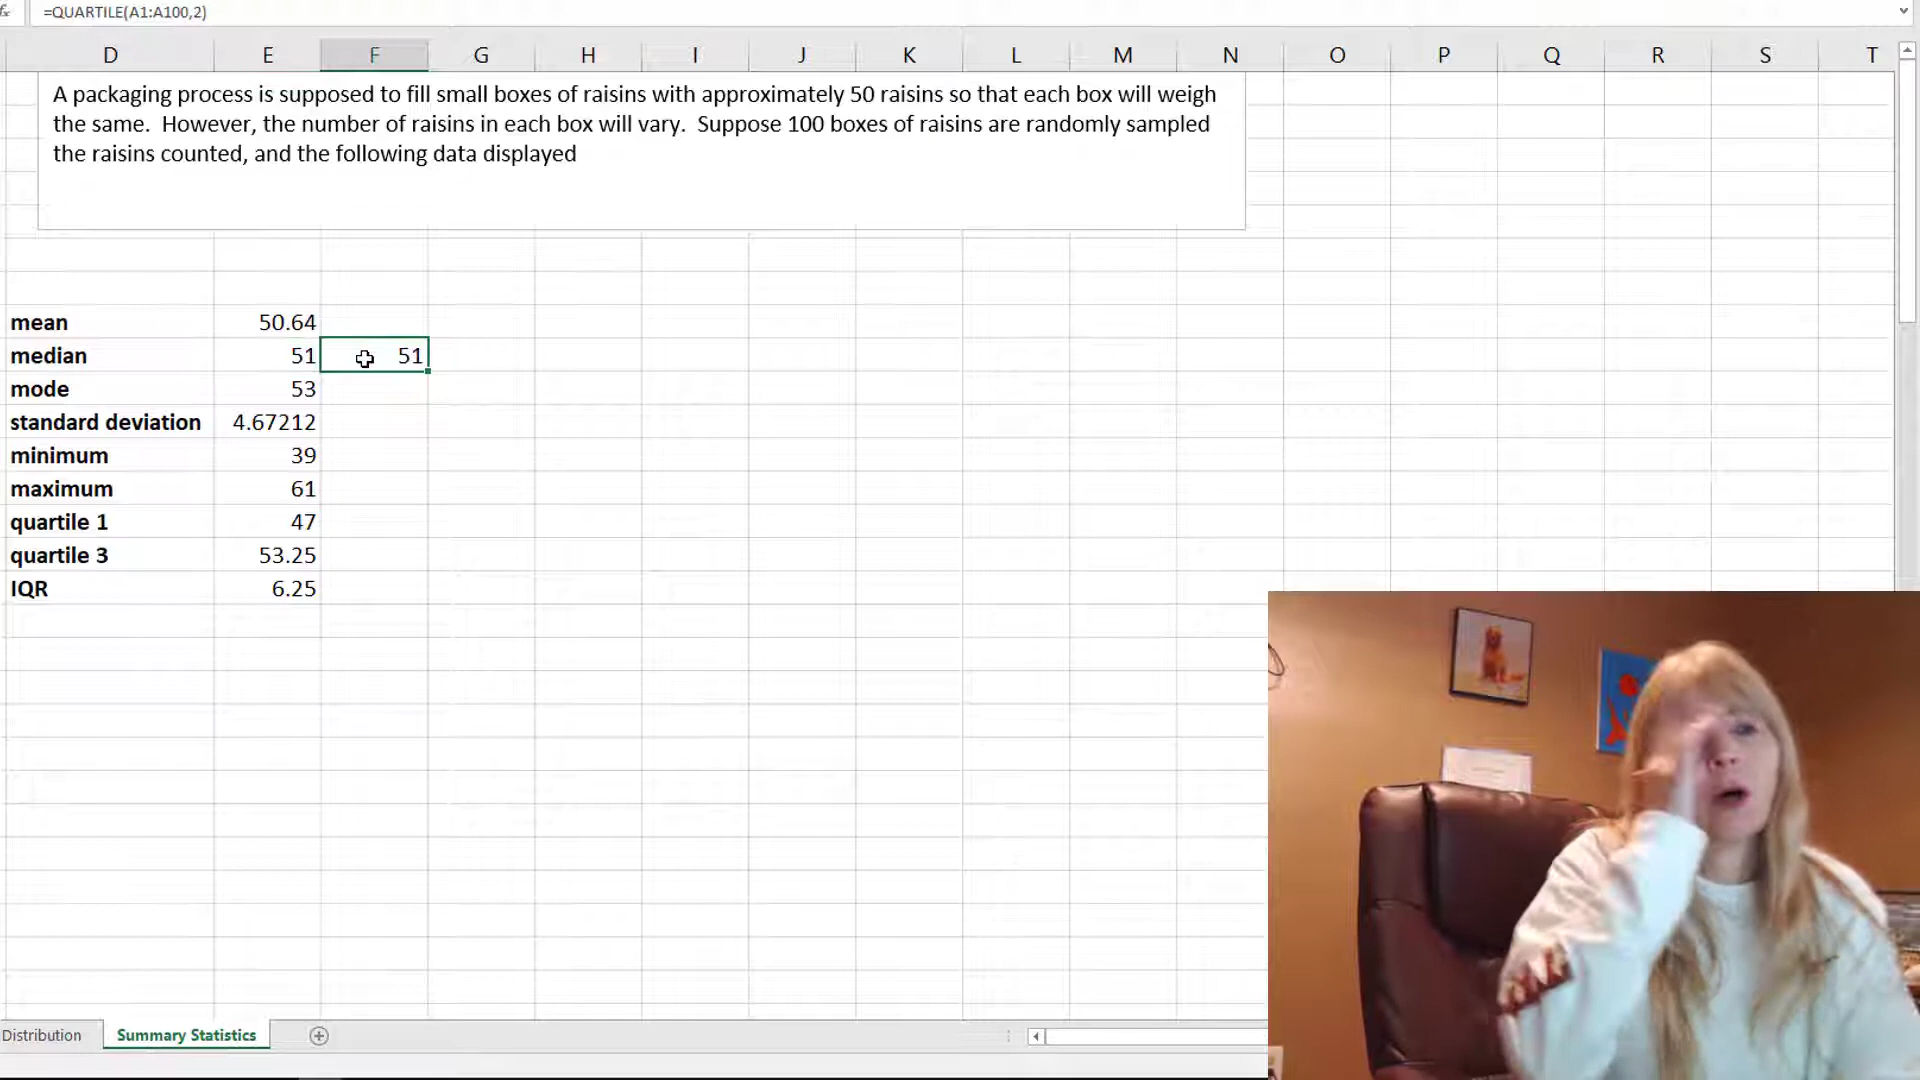 =QUARTILE(A1:A100,2)
D E F G H I J K L M N O P Q R S T
A packaging process is supposed to fill small boxes of raisins with approximately 50 raisins so that each box will weigh
the same.  However, the number of raisins in each box will vary.  Suppose 100 boxes of raisins are randomly sampled
the raisins counted, and the following data displayed
mean 50.64
median 51 51
mode 53
standard deviation 4.67212
minimum 39
maximum 61
quartile 1 47
quartile 3 53.25
IQR 6.25
Distribution Summary Statistics